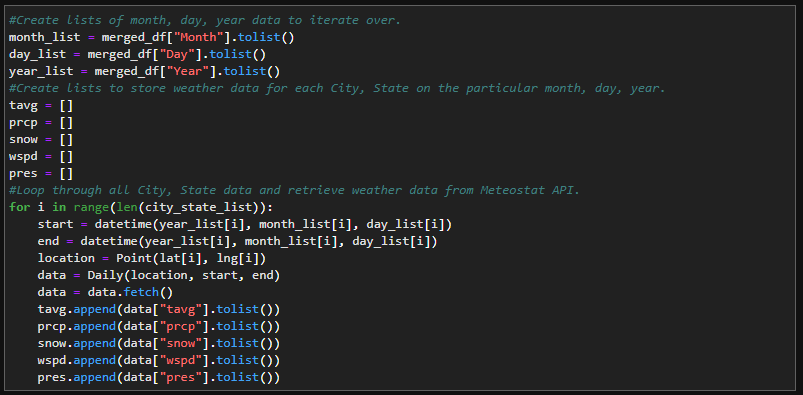 #Create lists of month, day, year data to iterate over.
month_list = merged_df["Month"].tolist()
day_list = merged_df["Day"].tolist()
year_list = merged_df["Year"].tolist()
#Create lists to store weather data for each City, State on the particular month, day, year.
tavg = []
prcp = []
snow = []
wspd = []
pres = []
#Loop through all City, State data and retrieve weather data from Meteostat API.
for i in range(len(city_state_list)):
    start = datetime(year_list[i], month_list[i], day_list[i])
    end = datetime(year_list[i], month_list[i], day_list[i])
    location = Point(lat[i], lng[i])
    data = Daily(location, start, end)
    data = data.fetch()
    tavg.append(data["tavg"].tolist())
    prcp.append(data["prcp"].tolist())
    snow.append(data["snow"].tolist())
    wspd.append(data["wspd"].tolist())
    pres.append(data["pres"].tolist())